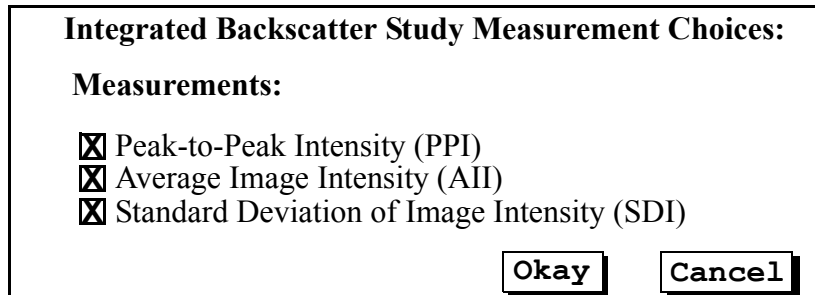 Integrated Backscatter Study Measurement Choices:
Measurements:
X Peak-to-Peak Intensity (PPI)
X Average Image Intensity (AII)
X Standard Deviation of Image Intensity (SDI)
Okay Cancel